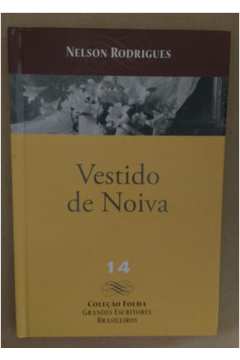 NELSON RODRIGUES
Vestido
de Noiva
14
COLEÇÃO FOLHA
GRANDES ESCRITORES
BRASILEIROS